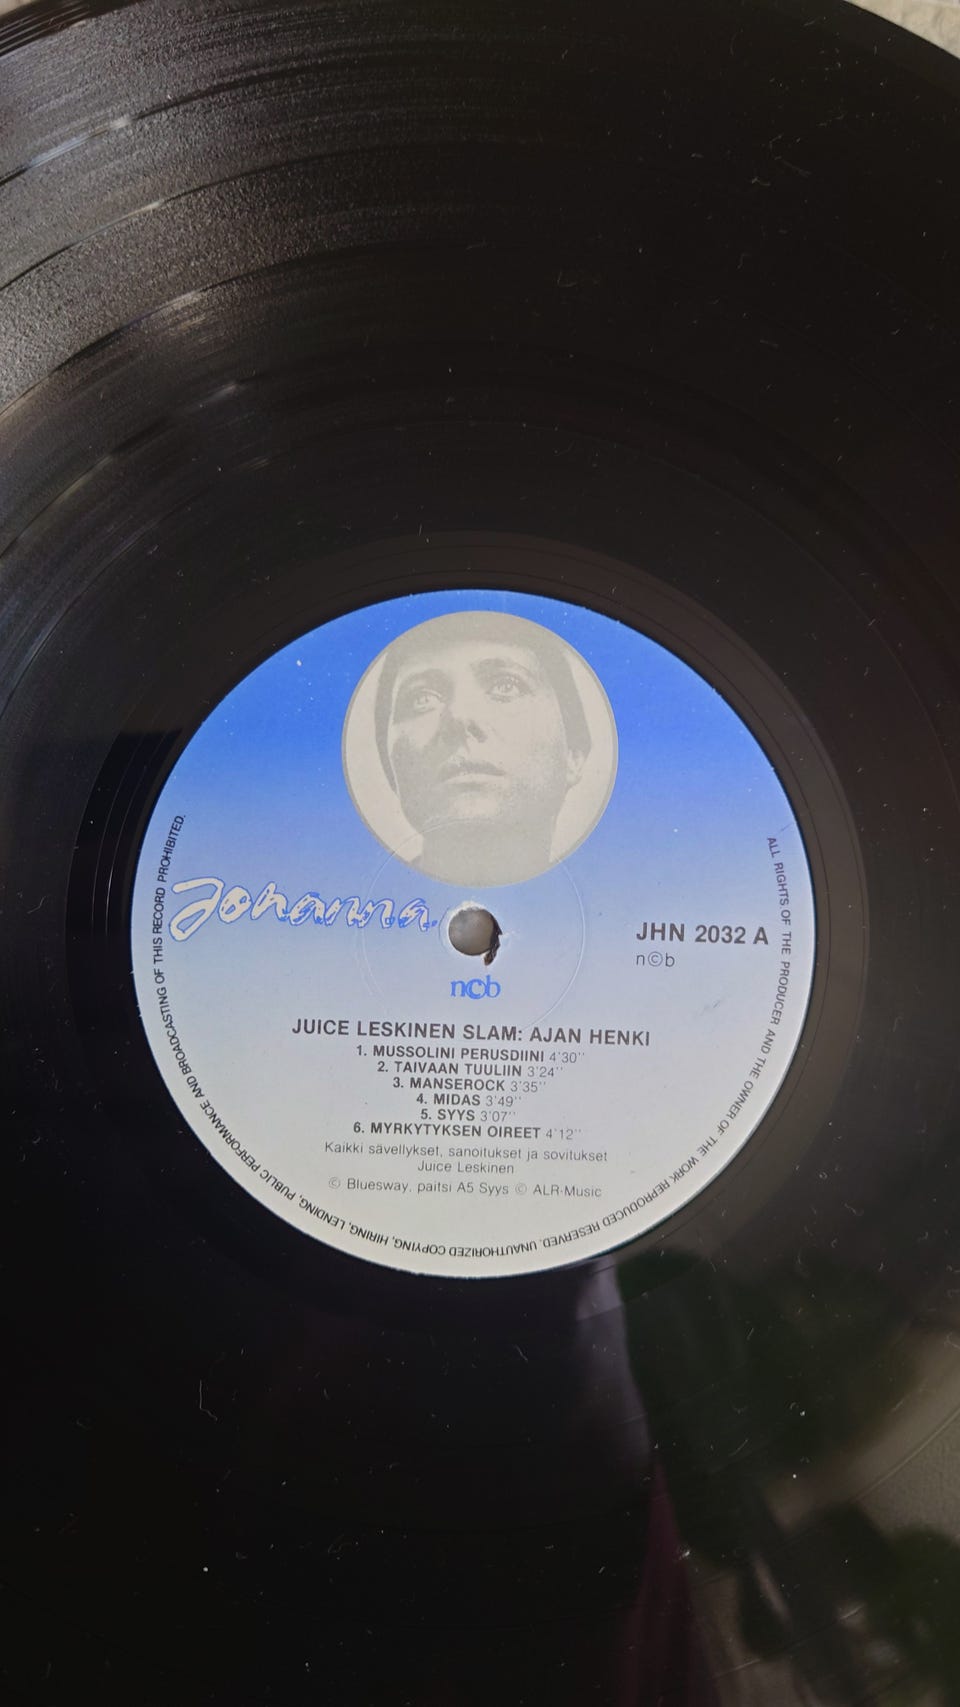 Johanna
JHN 2032 A
n©b
n©b
JUICE LESKINEN SLAM: AJAN HENKI
1. MUSSOLINI PERUSDIINI 4'30''
2. TAIVAAN TUULIIN 3'24''
3. MANSEROCK 3'35''
4. MIDAS 3'49''
5. SYYS 3'07''
6. MYRKYTYKSEN OIREET 4'12''
Kaikki sävellykset, sanoitukset ja sovitukset
Juice Leskinen
© Bluesway, paitsi A5 Syys © ALR-Music
ALL RIGHTS OF THE PRODUCER AND THE OWNER OF THE WORK REPRODUCED RESERVED. UNAUTHORIZED COPYING, HIRING, LENDING, PUBLIC PERFORMANCE AND BROADCASTING OF THIS RECORD PROHIBITED.